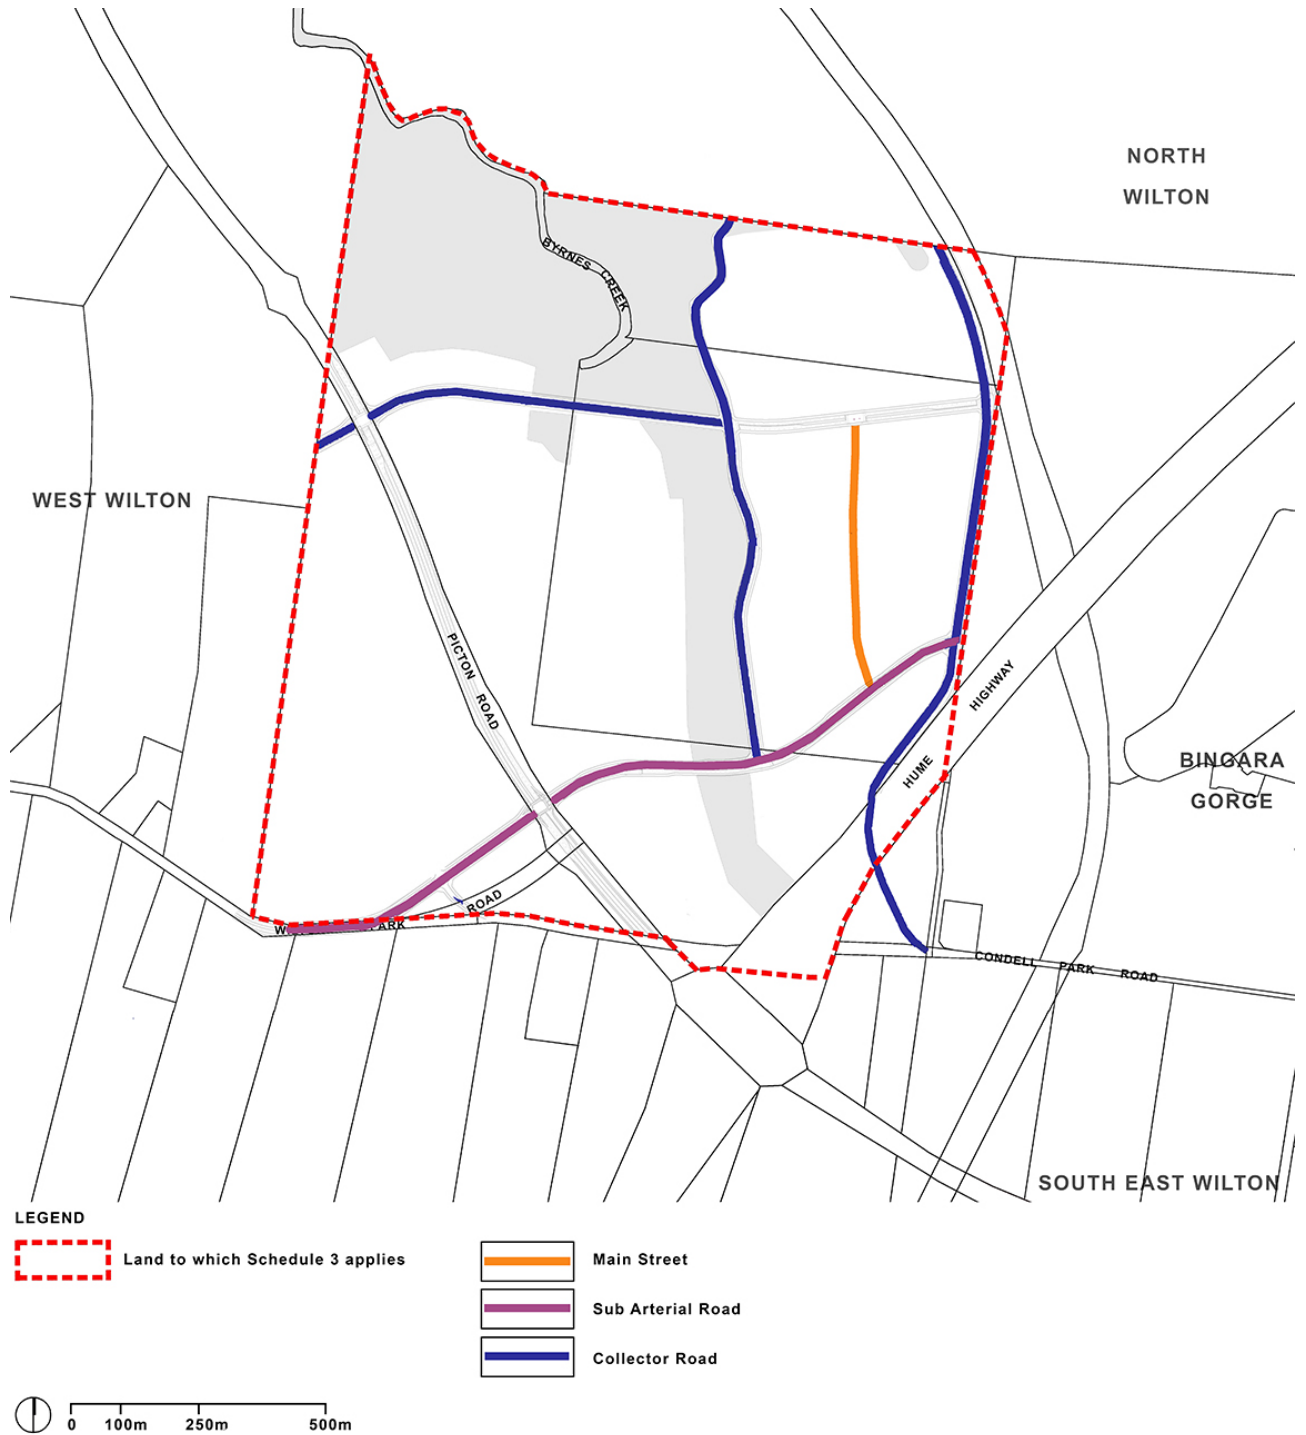 NORTH
WILTON
BYRNES CREEK
WEST WILTON
PICTON ROAD
HUME HIGHWAY
BINGARA
GORGE
ROAD
PARK
CONDELL PARK ROAD
SOUTH EAST WILTON
LEGEND
Land to which Schedule 3 applies
Main Street
Sub Arterial Road
Collector Road
0 100m 250m 500m